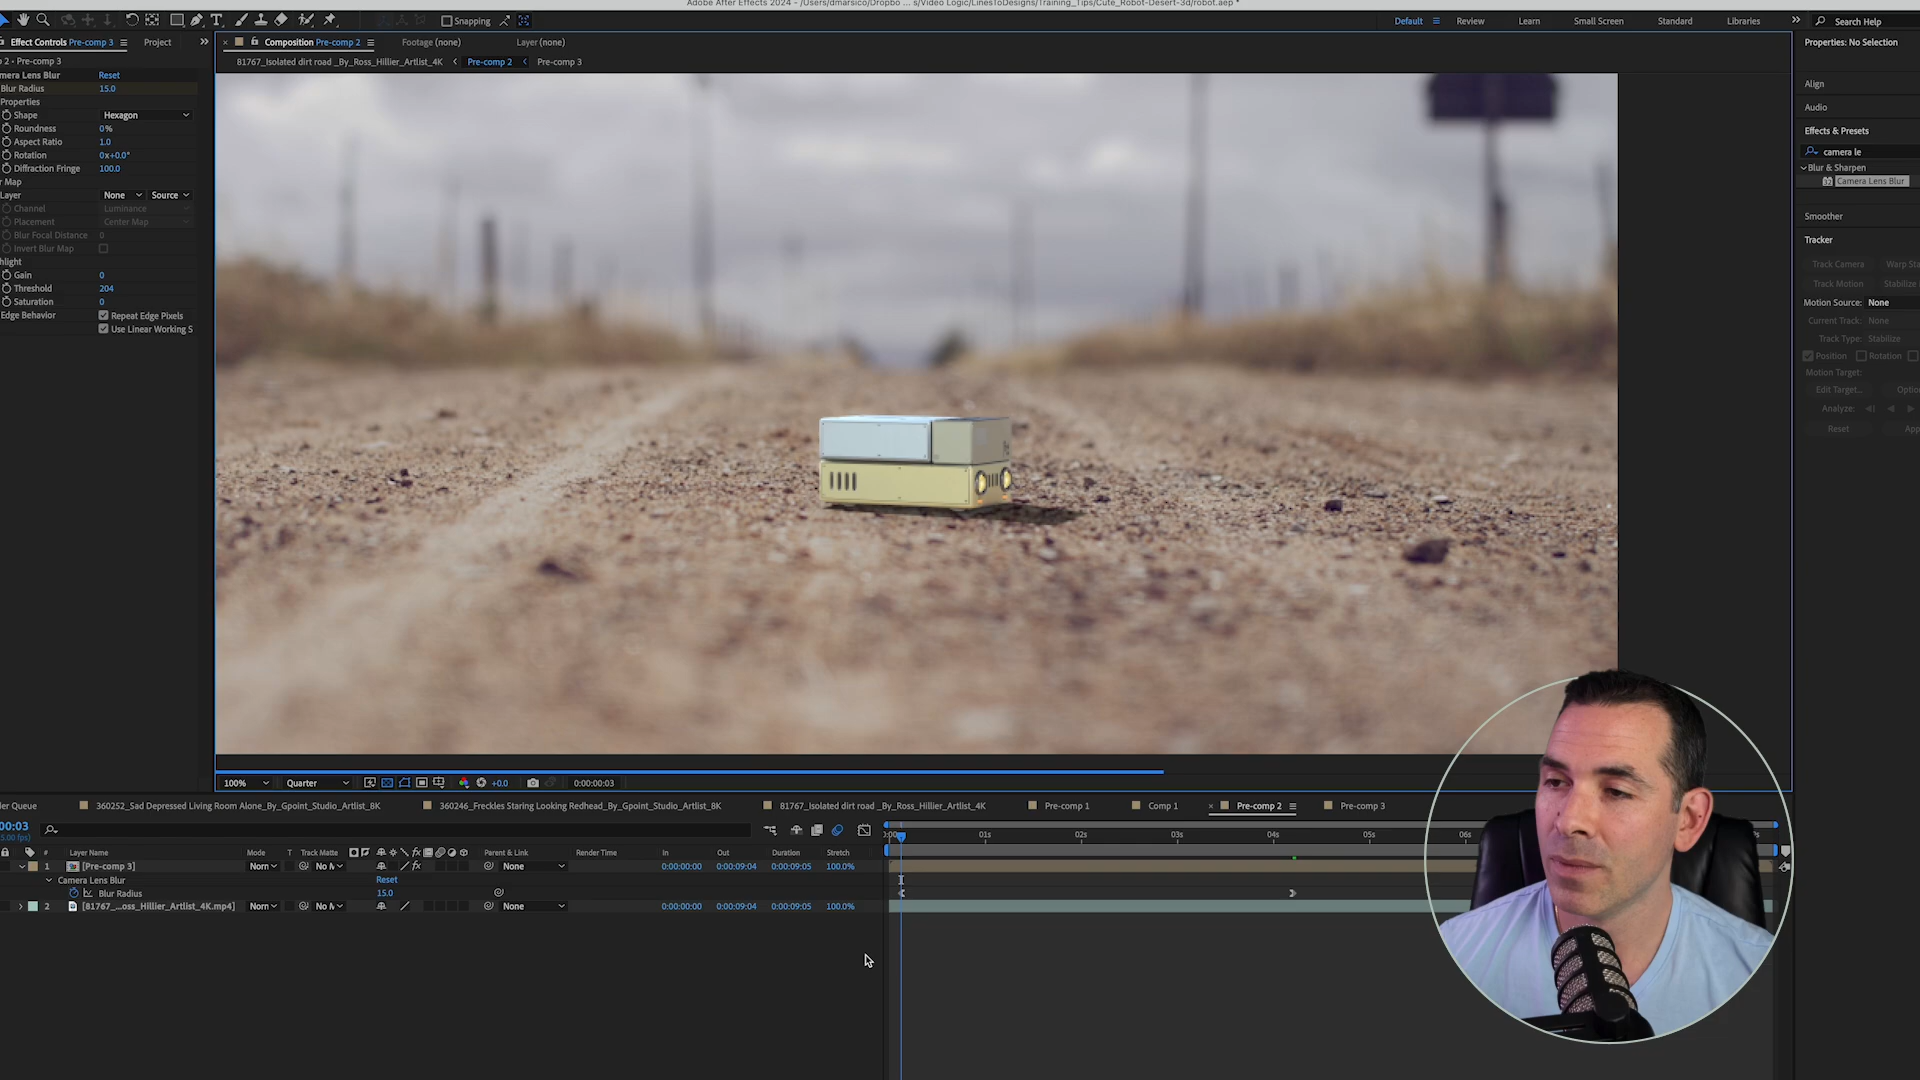 Adobe After Effects 2024 - /Users/dmarsico/Dropbo ... s/Video Logic/LinesToDesigns/Training_Tips/Cute_Robot-Desert-3d/robot.aep *
Snapping
Default
Review
Learn
Small Screen
Standard
Libraries
Search Help
Effect Controls Pre-comp 3
Project
Composition Pre-comp 2
Footage (none)
Layer (none)
Properties: No Selection
2 • Pre-comp 3
81767_Isolated dirt road _By_Ross_Hillier_Artlist_4K
Pre-comp 2
Pre-comp 3
mera Lens Blur
Reset
Blur Radius
15.0
Properties
Shape
Hexagon
Roundness
0%
Aspect Ratio
1.0
Rotation
0x+0.0°
Diffraction Fringe
100.0
r Map
Layer
None
Source
Channel
Luminance
Placement
Center Map
Blur Focal Distance
0
Invert Blur Map
hlight
Gain
0
Threshold
204
Saturation
0
Edge Behavior
Repeat Edge Pixels
Use Linear Working S
Align
Audio
Effects & Presets
camera le
Blur & Sharpen
Camera Lens Blur
Smoother
Tracker
Track Camera
Warp Sta
Track Motion
Stabilize
Motion Source: None
Current Track: None
Track Type: Stabilize
Position
Rotation
Motion Target:
Edit Target...
Optio
Analyze:
Reset
App
100%
Quarter
+0.0
0:00:00:03
der Queue
360252_Sad Depressed Living Room Alone_By_Gpoint_Studio_Artlist_8K
360246_Freckles Staring Looking Redhead_By_Gpoint_Studio_Artlist_8K
81767_Isolated dirt road _By_Ross_Hillier_Artlist_4K
Pre-comp 1
Comp 1
Pre-comp 2
Pre-comp 3
00:03
5.00 fps)
0:00
01s
02s
03s
04s
05s
06s
#
Layer Name
Mode
T
Track Matte
Parent & Link
Render Time
In
Out
Duration
Stretch
1
[Pre-comp 3]
Norn
No M
None
0:00:00:00
0:00:09:04
0:00:09:05
100.0%
Camera Lens Blur
Reset
Blur Radius
15.0
2
[81767_...oss_Hillier_Artlist_4K.mp4]
Norn
No M
None
0:00:00:00
0:00:09:04
0:00:09:05
100.0%